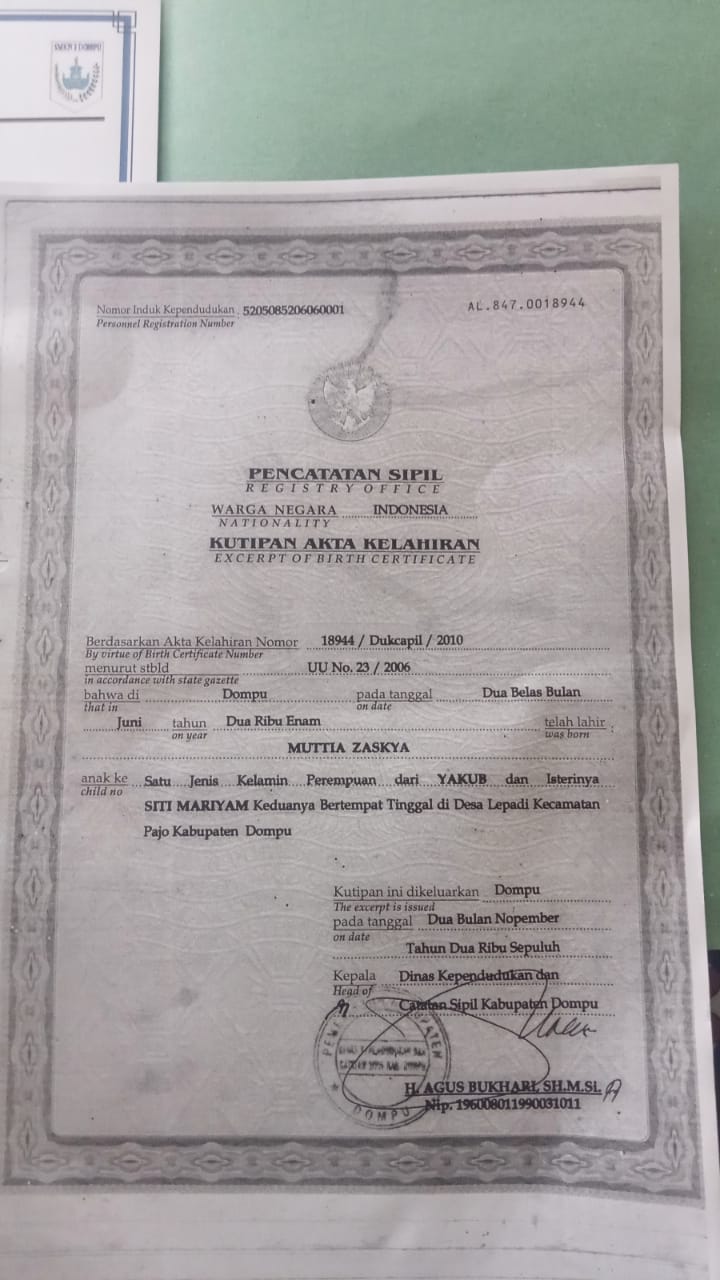 SMKN 1 DOMPU
Nomor Induk Kependudukan . 5205085206060001
AL.847.0018944
Personnel Registration Number
PENCATATAN SIPIL
REGISTRY OFFICE
WARGA NEGARA INDONESIA
NATIONALITY
KUTIPAN AKTA KELAHIRAN
EXCERPT OF BIRTH CERTIFICATE
Berdasarkan Akta Kelahiran Nomor 18944 / Dukcapil / 2010
By virtue of Birth Certificate Number
menurut stbld UU No. 23 / 2006
in accordance with state gazette
bahwa di Dompu pada tanggal Dua Belas Bulan
that in on date
Juni tahun Dua Ribu Enam telah lahir ;
on year was born
MUTTIA ZASKYA
anak ke Satu Jenis Kelamin Perempuan dari YAKUB dan Isterinya
child no
SITI MARIYAM Keduanya Bertempat Tinggal di Desa Lepadi Kecamatan
Pajo Kabupaten Dompu
Kutipan ini dikeluarkan Dompu
The excerpt is issued
pada tanggal Dua Bulan Nopember
on date
Tahun Dua Ribu Sepuluh
Kepala Dinas Kependudukan dan
Head of
Catatan Sipil Kabupaten Dompu
DOMPU
H. AGUS BUKHARI, SH.M.SI.
Nip. 196008011990031011